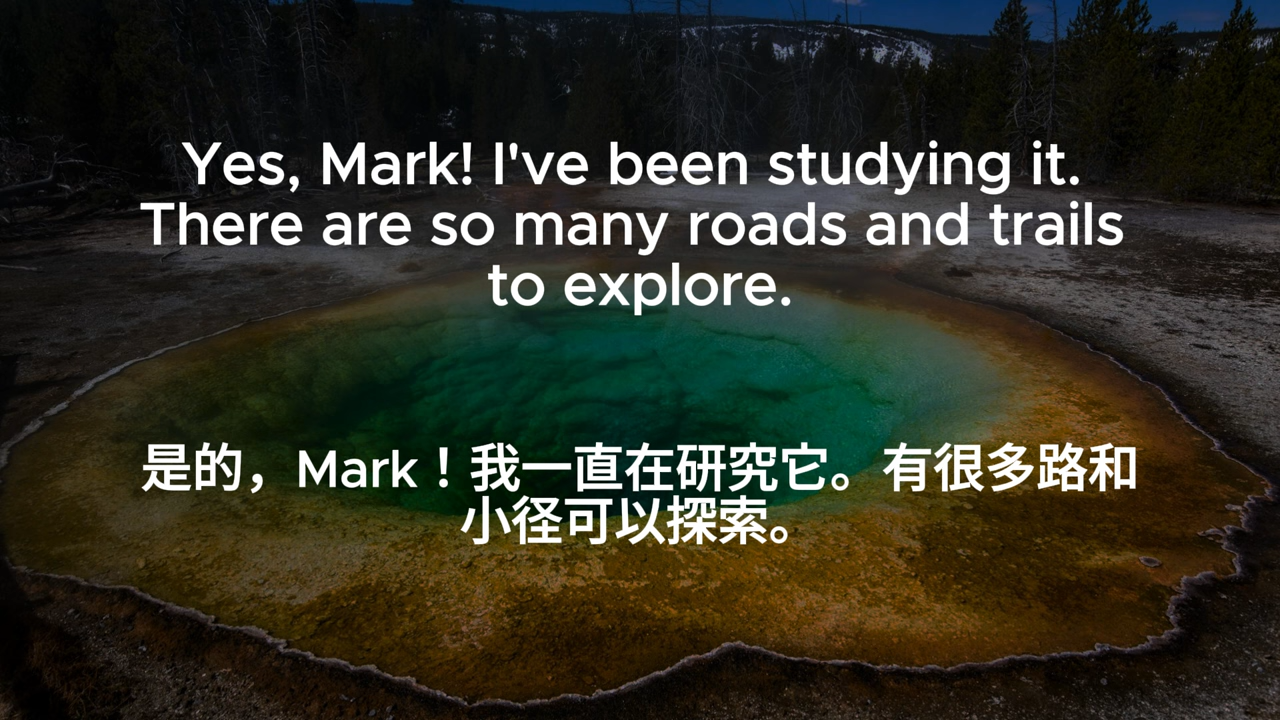 Yes, Mark! I've been studying it.
There are so many roads and trails
to explore.
是的，Mark！我一直在研究它。有很多路和
小径可以探索。